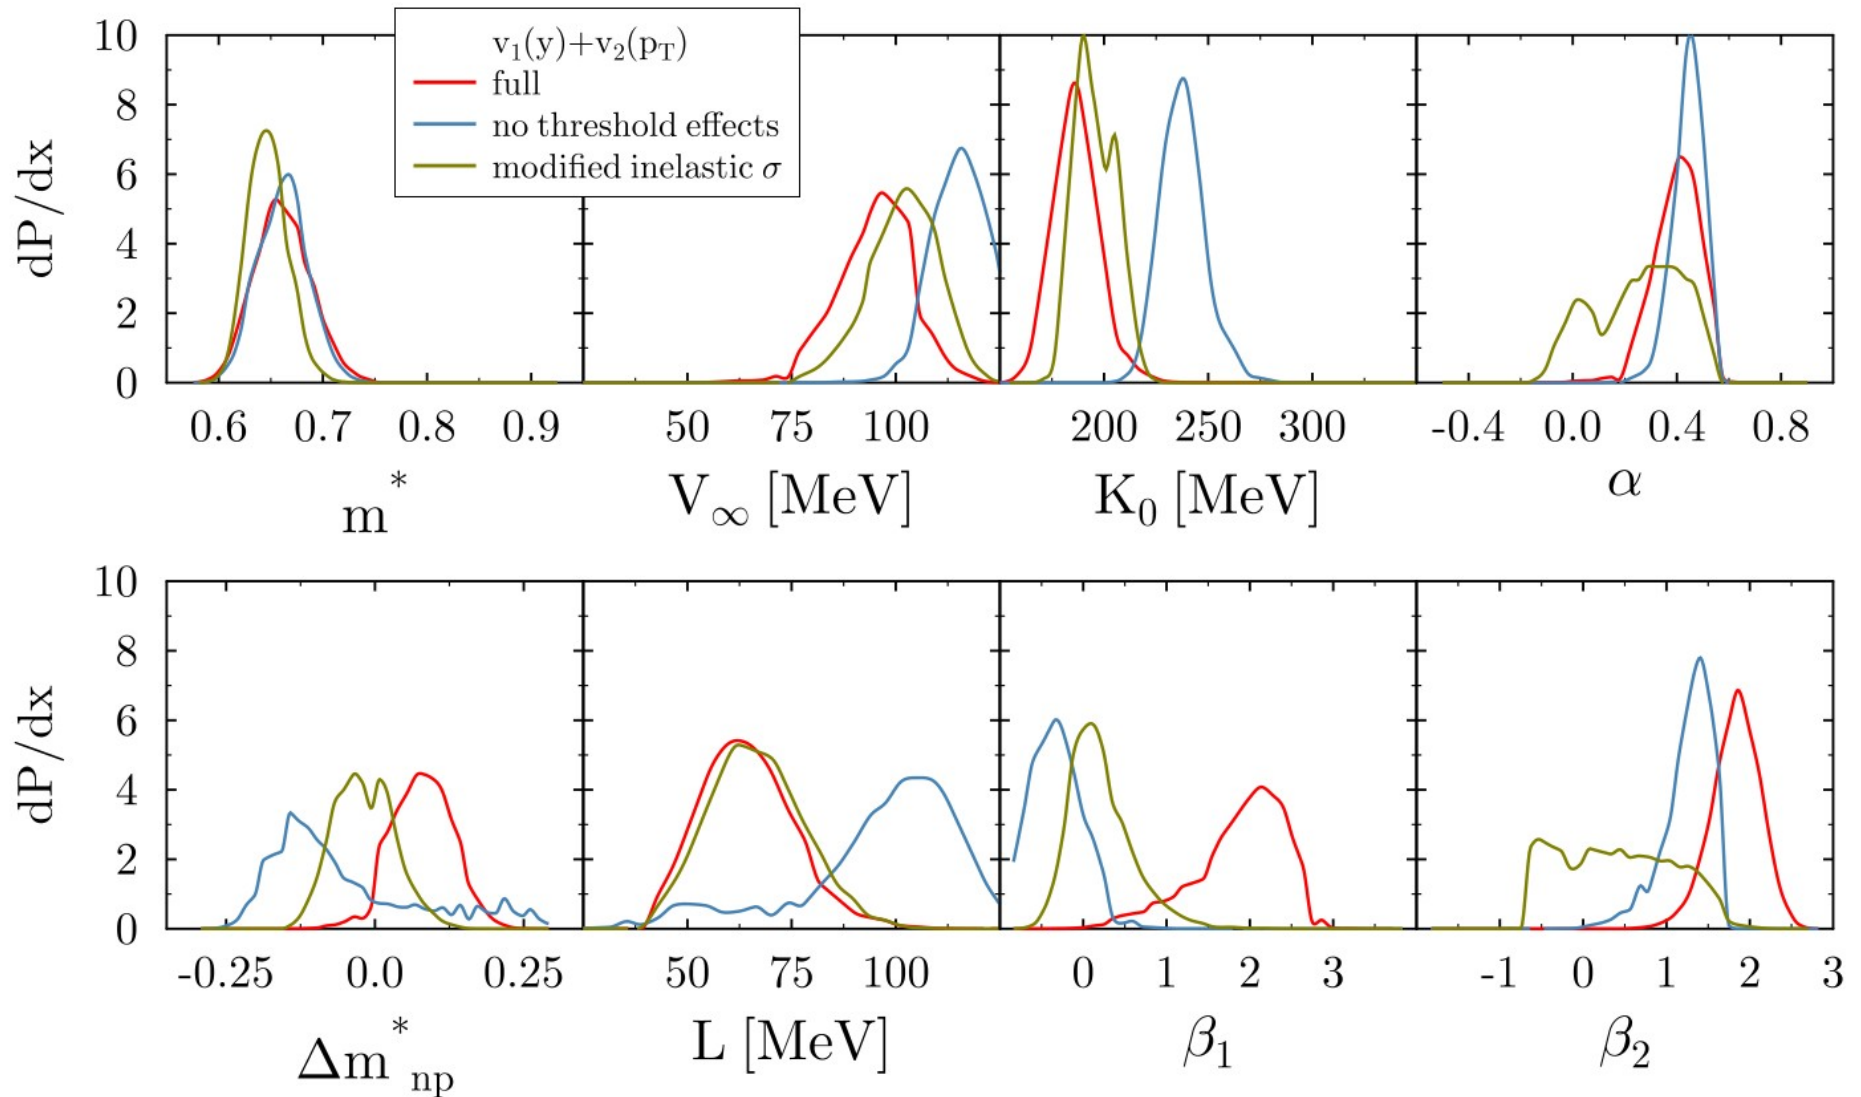 v₁(y)+v₂(p_T)
full
no threshold effects
modified inelastic σ
dP/dx
10
8
6
4
2
0
0.6 0.7 0.8 0.9 50 75 100 200 250 300 -0.4 0.0 0.4 0.8
m* V∞ [MeV] K₀ [MeV] α
dP/dx
10
8
6
4
2
0
-0.25 0.0 0.25 50 75 100 0 1 2 3 -1 0 1 2 3
Δm*np L [MeV] β₁ β₂